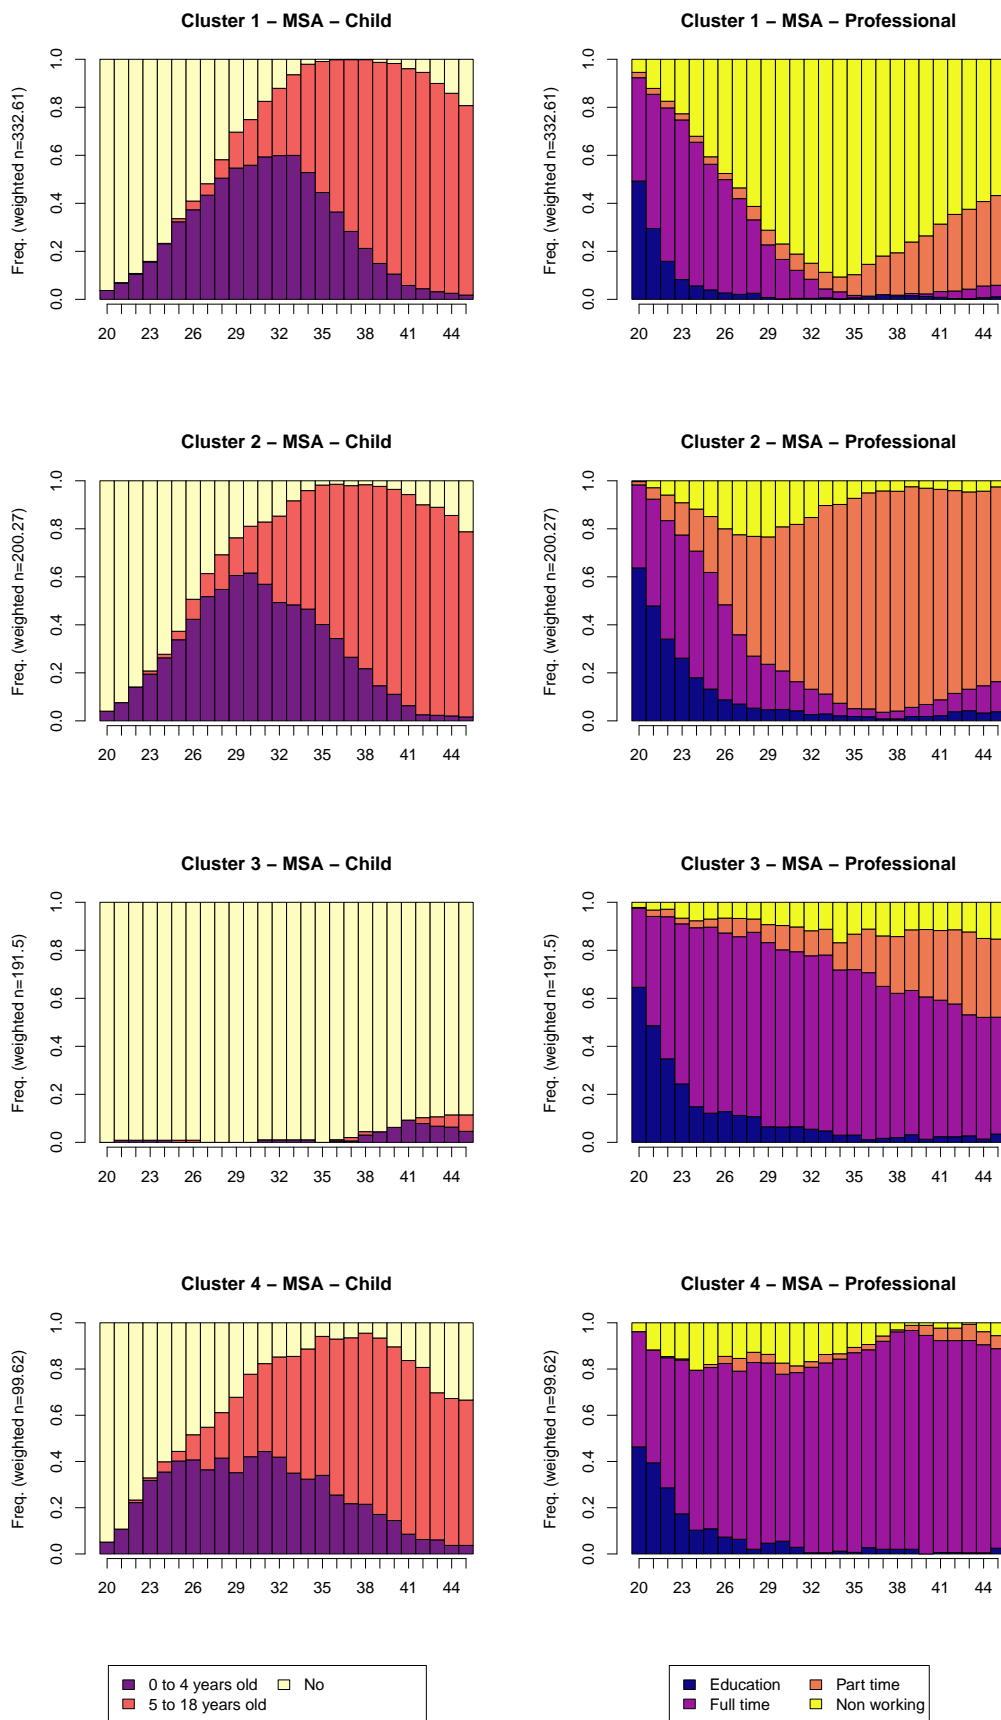 Cluster 1 – MSA – Child
Freq. (weighted n=332.61)
0.0 0.2 0.4 0.6 0.8 1.0
20 23 26 29 32 35 38 41 44
Cluster 1 – MSA – Professional
Freq. (weighted n=332.61)
0.0 0.2 0.4 0.6 0.8 1.0
20 23 26 29 32 35 38 41 44
Cluster 2 – MSA – Child
Freq. (weighted n=200.27)
0.0 0.2 0.4 0.6 0.8 1.0
20 23 26 29 32 35 38 41 44
Cluster 2 – MSA – Professional
Freq. (weighted n=200.27)
0.0 0.2 0.4 0.6 0.8 1.0
20 23 26 29 32 35 38 41 44
Cluster 3 – MSA – Child
Freq. (weighted n=191.5)
0.0 0.2 0.4 0.6 0.8 1.0
20 23 26 29 32 35 38 41 44
Cluster 3 – MSA – Professional
Freq. (weighted n=191.5)
0.0 0.2 0.4 0.6 0.8 1.0
20 23 26 29 32 35 38 41 44
Cluster 4 – MSA – Child
Freq. (weighted n=99.62)
0.0 0.2 0.4 0.6 0.8 1.0
20 23 26 29 32 35 38 41 44
Cluster 4 – MSA – Professional
Freq. (weighted n=99.62)
0.0 0.2 0.4 0.6 0.8 1.0
20 23 26 29 32 35 38 41 44
0 to 4 years old No
5 to 18 years old
Education Part time
Full time Non working